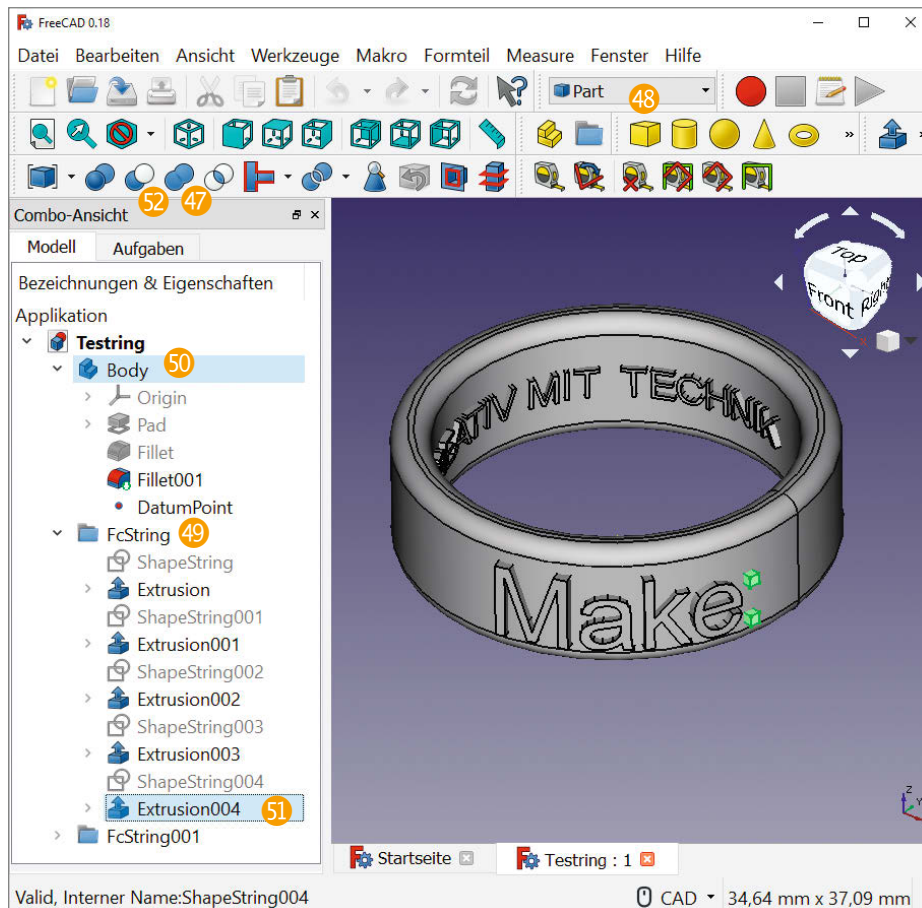 FreeCAD 0.18
Datei Bearbeiten Ansicht Werkzeuge Makro Formteil Measure Fenster Hilfe
Part
48
»
52 47
Combo-Ansicht
Modell Aufgaben
Bezeichnungen & Eigenschaften
Applikation
Testring
Body 50
Origin
Pad
Fillet
Fillet001
DatumPoint
FcString 49
ShapeString
Extrusion
ShapeString001
Extrusion001
ShapeString002
Extrusion002
ShapeString003
Extrusion003
ShapeString004
Extrusion004 51
FcString001
Top
Front Right
X
ATIV MIT TECHNIK
Make:
Z
Y
Startseite Testring : 1
Valid, Interner Name:ShapeString004 CAD 34,64 mm x 37,09 mm